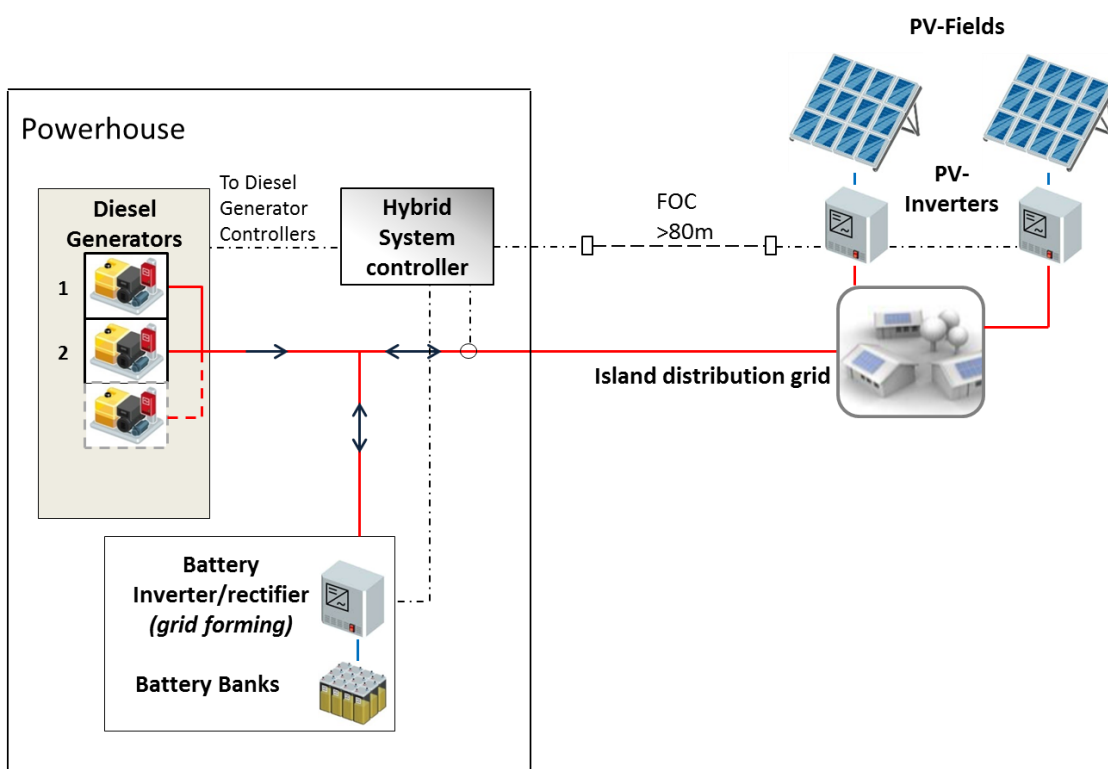 PV-Fields
Powerhouse
To Diesel
Generator
Controllers
Diesel
Generators
1
2
Hybrid
System
controller
FOC
>80m
PV-
Inverters
Island distribution grid
Battery
Inverter/rectifier
(grid forming)
Battery Banks